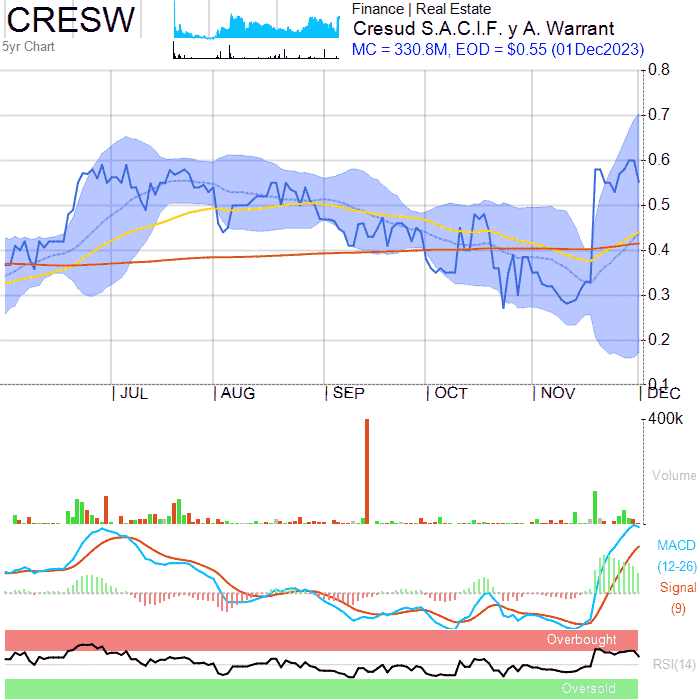 CRESW
5yr Chart
Finance | Real Estate
Cresud S.A.C.I.F. y A. Warrant
MC = 330.8M, EOD = $0.55 (01Dec2023)
0.8
0.7
0.6
0.5
0.4
0.3
0.2
0.1
JUL AUG SEP OCT NOV DEC
400k
Volume
MACD
(12-26)
Signal
(9)
Overbought
RSI(14)
Oversold